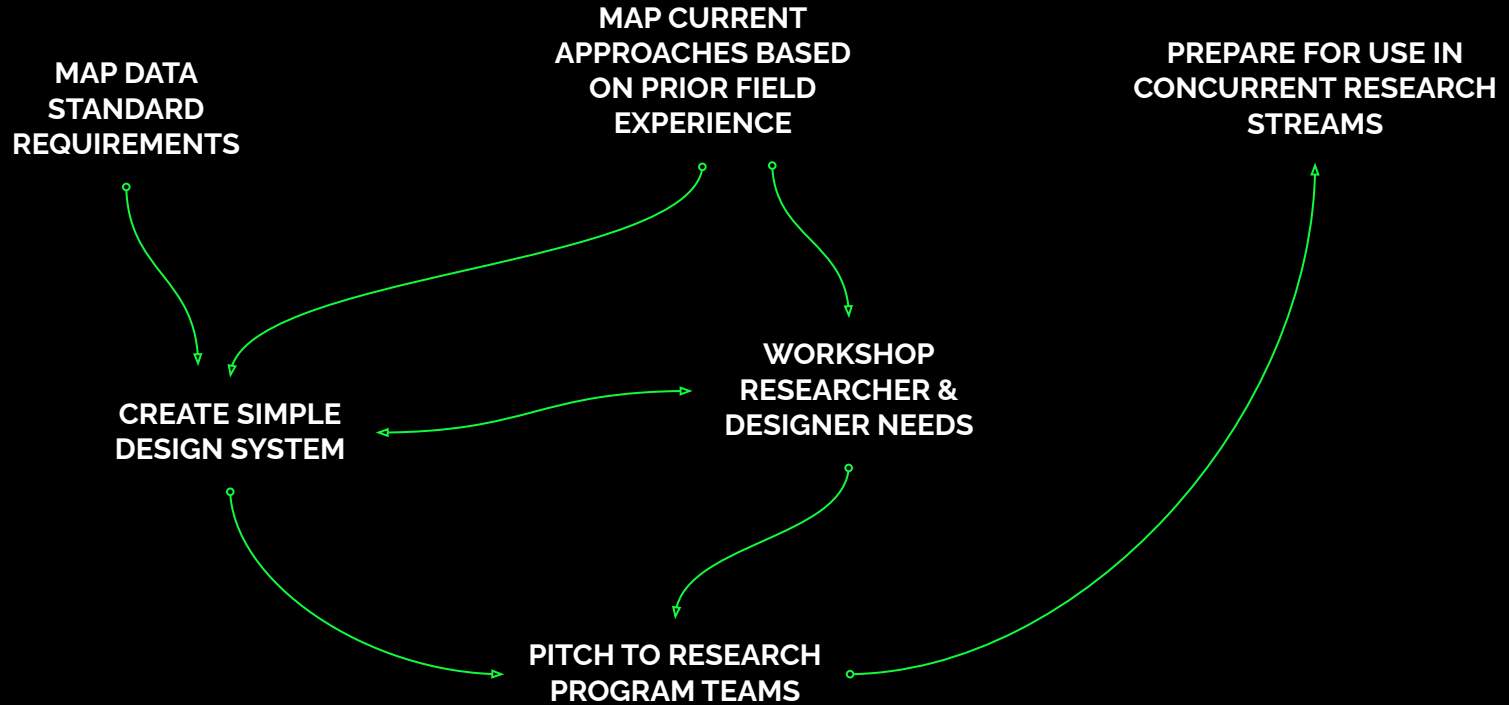 MAP DATA
STANDARD
REQUIREMENTS
MAP CURRENT
APPROACHES BASED
ON PRIOR FIELD
EXPERIENCE
PREPARE FOR USE IN
CONCURRENT RESEARCH
STREAMS
CREATE SIMPLE
DESIGN SYSTEM
WORKSHOP
RESEARCHER &
DESIGNER NEEDS
PITCH TO RESEARCH
PROGRAM TEAMS